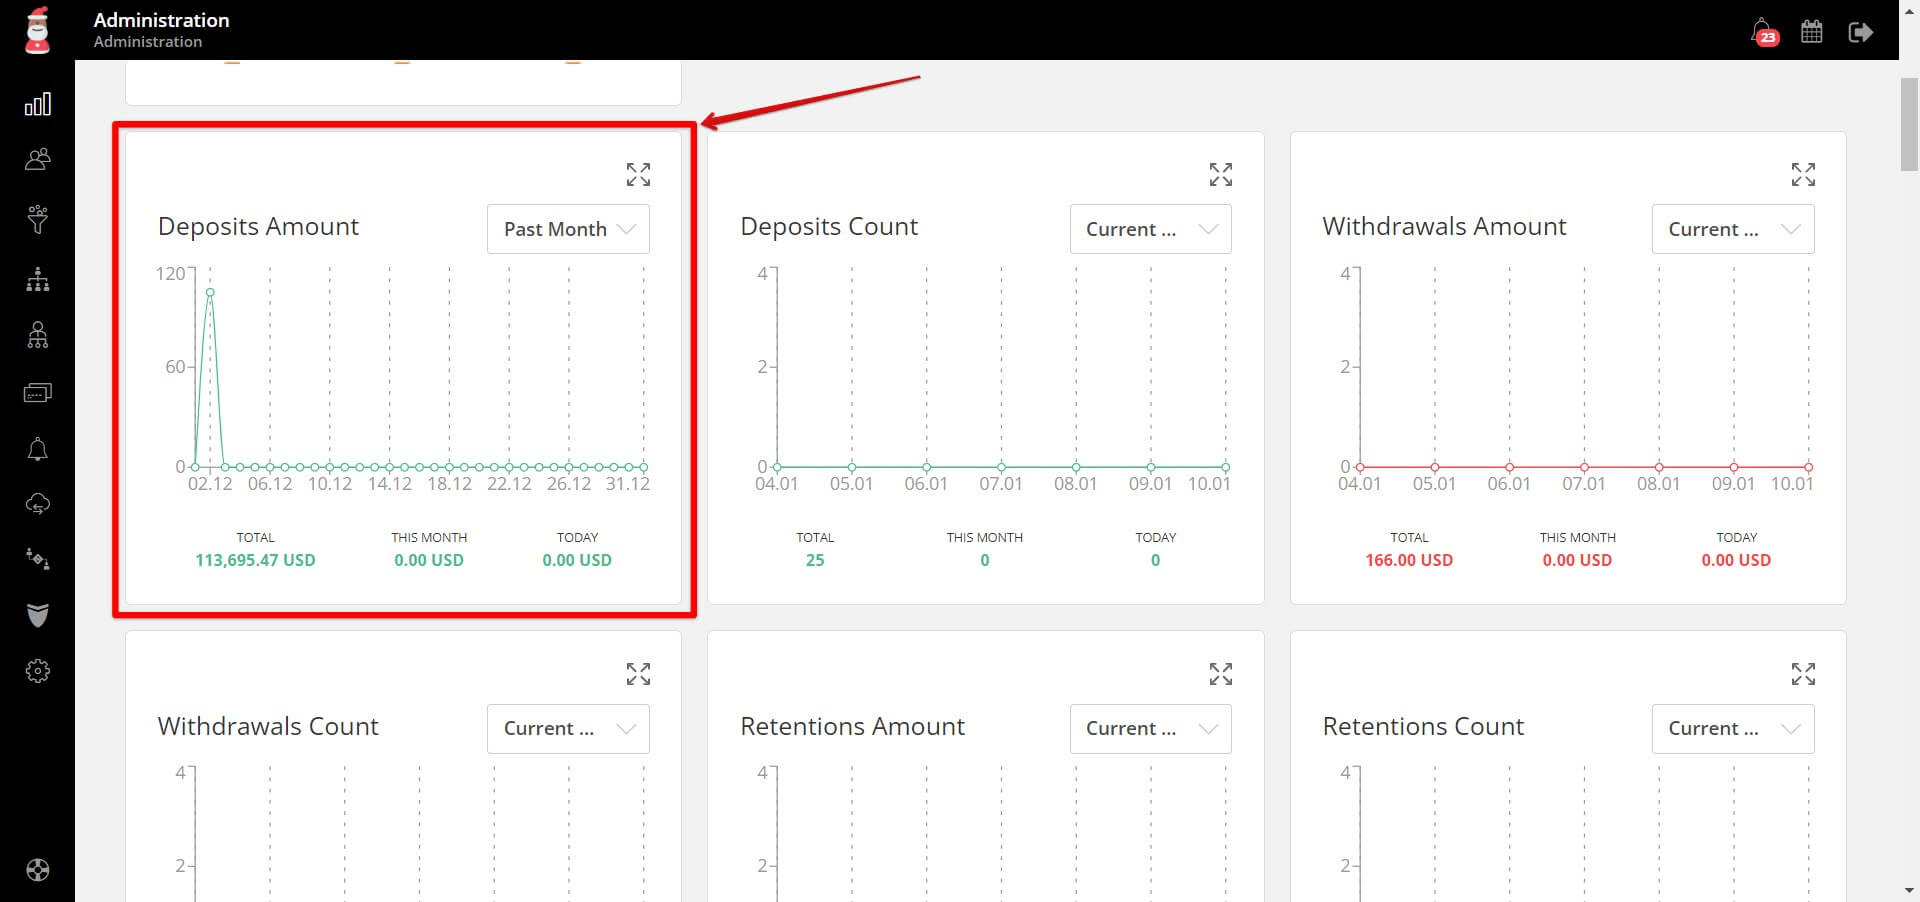 Administration
Administration
23
Deposits Amount
Past Month
120
60
0
02.12 06.12 10.12 14.12 18.12 22.12 26.12 31.12
TOTAL THIS MONTH TODAY
113,695.47 USD 0.00 USD 0.00 USD
Deposits Count
Current ...
4
2
0
04.01 05.01 06.01 07.01 08.01 09.01 10.01
TOTAL THIS MONTH TODAY
25 0 0
Withdrawals Amount
Current ...
4
2
0
04.01 05.01 06.01 07.01 08.01 09.01 10.01
TOTAL THIS MONTH TODAY
166.00 USD 0.00 USD 0.00 USD
Withdrawals Count
Current ...
4
2
Retentions Amount
Current ...
4
2
Retentions Count
Current ...
4
2